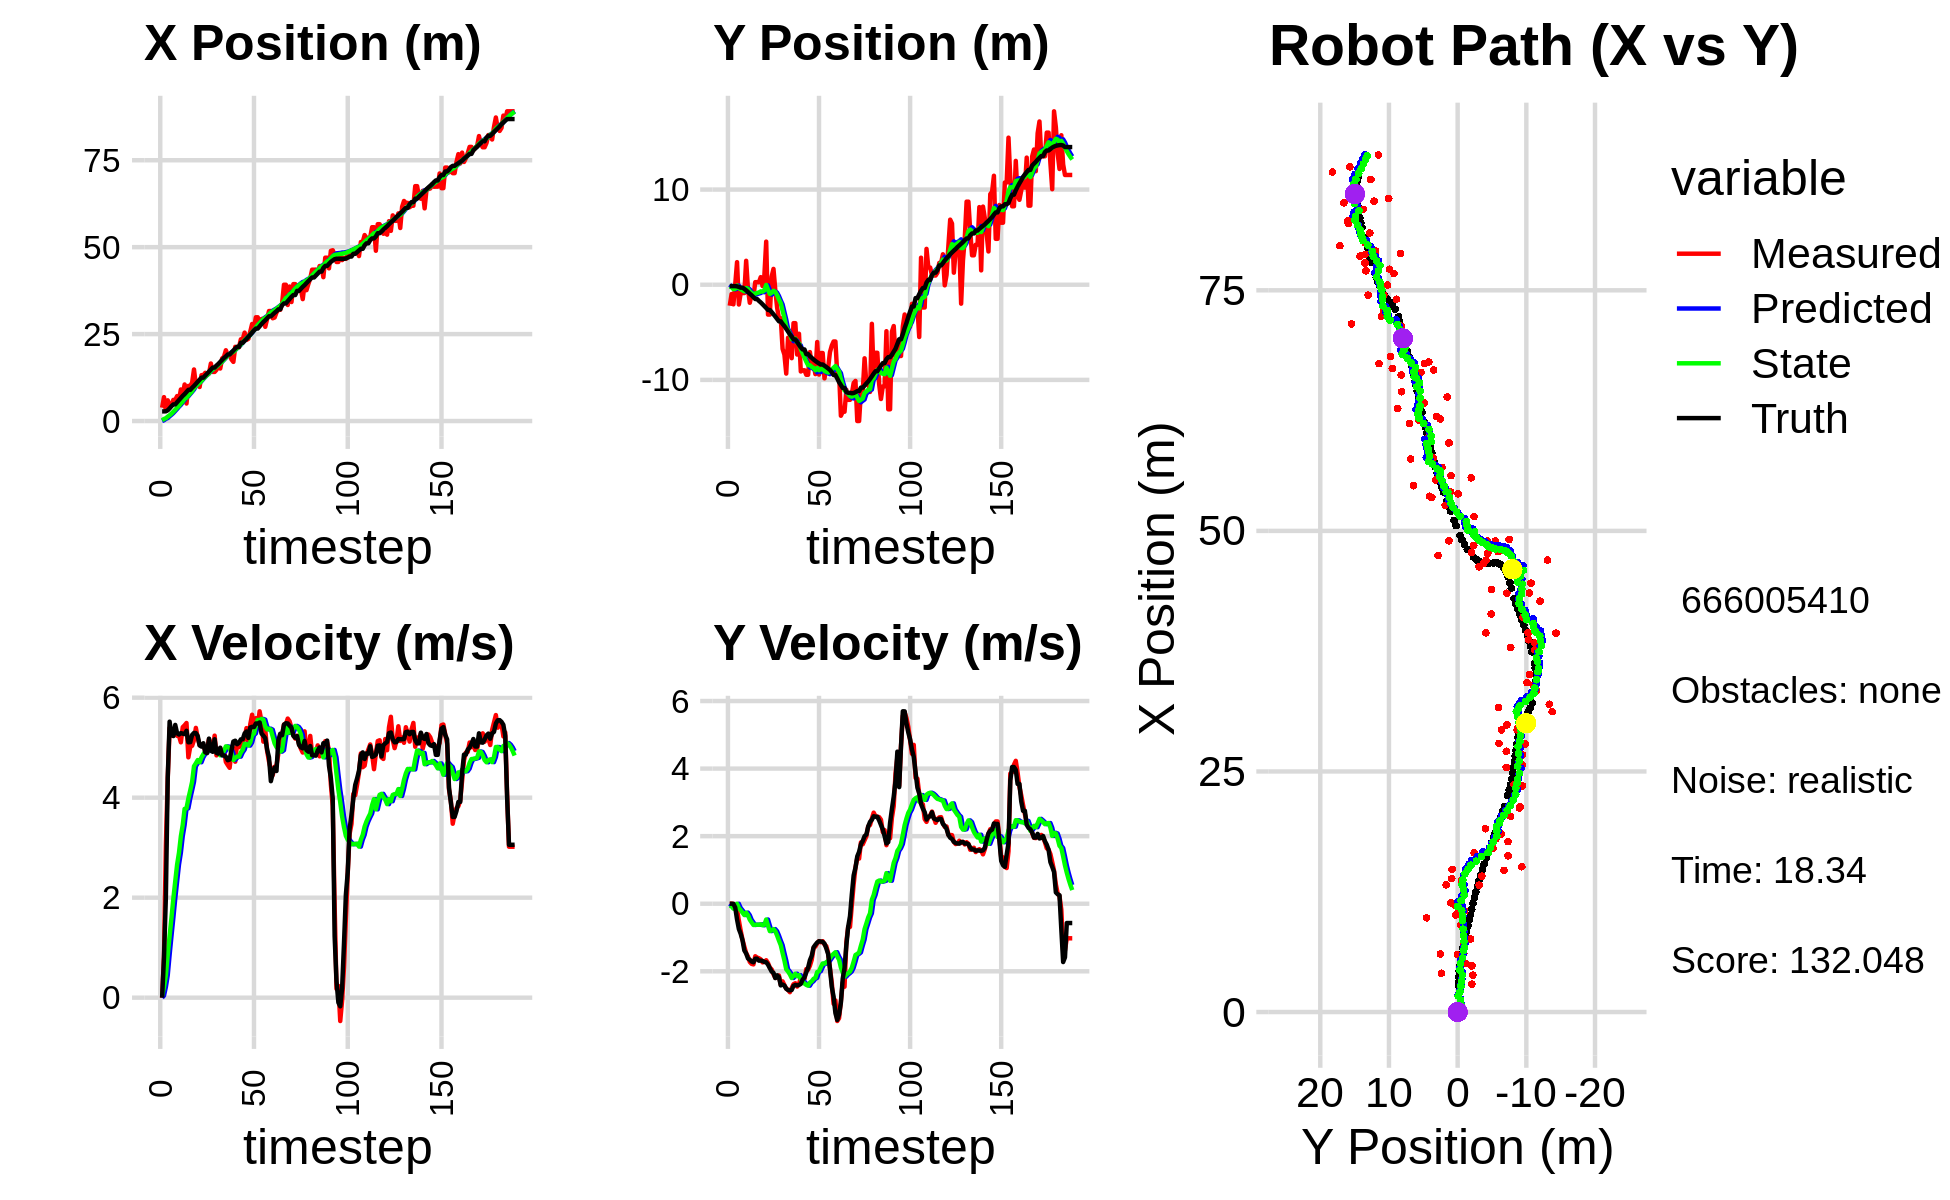 X Position (m)
75
50
25
0
0 50 100 150
timestep
Y Position (m)
10
0
-10
0 50 100 150
timestep
X Velocity (m/s)
6
4
2
0
0 50 100 150
timestep
Y Velocity (m/s)
6
4
2
0
-2
0 50 100 150
timestep
Robot Path (X vs Y)
X Position (m)
75
50
25
0
20 10 0 -10 -20
Y Position (m)
variable
Measured
Predicted
State
Truth
666005410
Obstacles: none
Noise: realistic
Time: 18.34
Score: 132.048